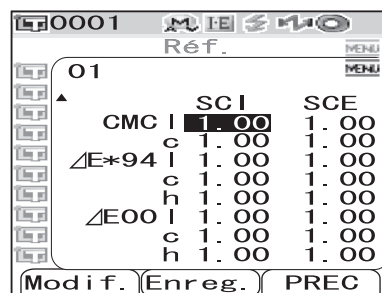 0001 M I·E
Réf. MENU
01 MENU
SCI SCE
CMC l 1.00 1.00
c 1.00 1.00
⊿E*94 l 1.00 1.00
c 1.00 1.00
h 1.00 1.00
⊿E00 l 1.00 1.00
c 1.00 1.00
h 1.00 1.00
Modif. Enreg. PREC